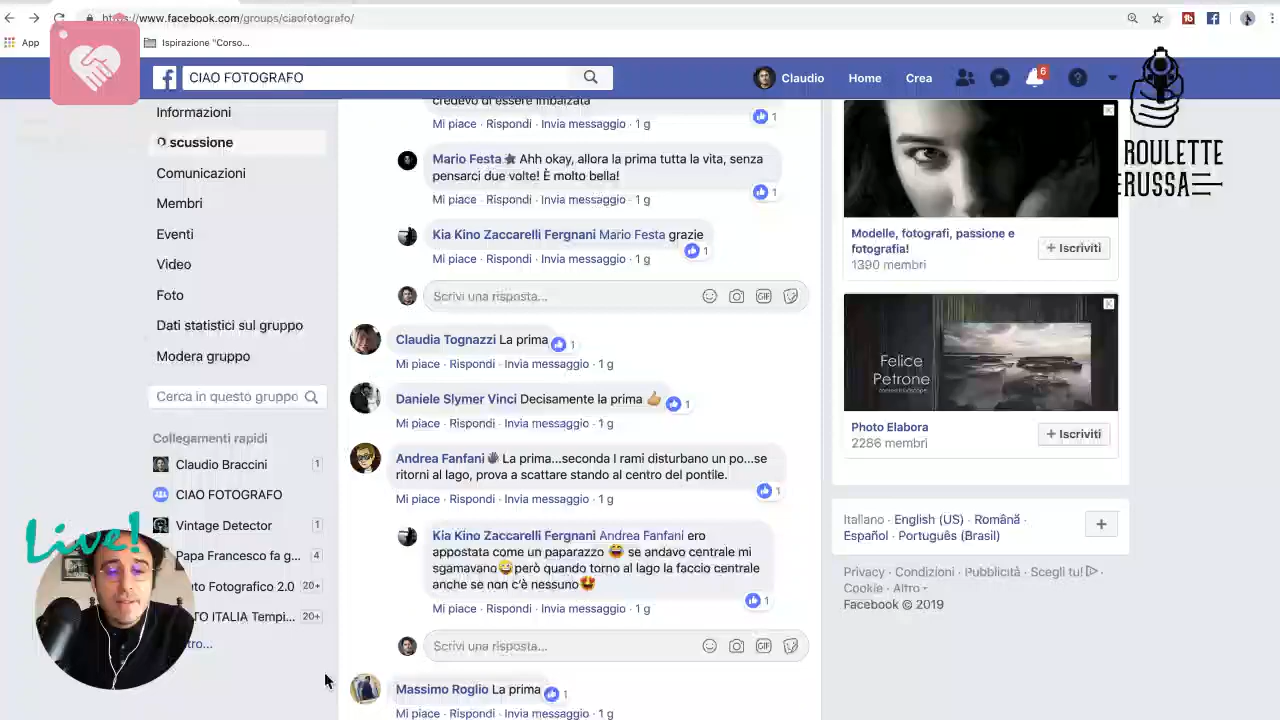 https://www.facebook.com/groups/ciaofotografo/
App
Ispirazione "Corso...
CIAO FOTOGRAFO
Claudio
Home
Crea
6
ROULETTE
RUSSA
Informazioni
scussione
Comunicazioni
Membri
Eventi
Video
Foto
Dati statistici sul gruppo
Modera gruppo
Cerca in questo gruppo
Collegamenti rapidi
Claudio Braccini 1
CIAO FOTOGRAFO
Vintage Detector 1
Papa Francesco fa g... 4
to Fotografico 2.0 20+
TO ITALIA Tempi... 20+
tro...
Live!
credevo di essere imbalzata
Mi piace · Rispondi · Invia messaggio · 1 g
1
Mario Festa Ahh okay, allora la prima tutta la vita, senza
pensarci due volte! È molto bella!
1
Mi piace · Rispondi · Invia messaggio · 1 g
Kia Kino Zaccarelli Fergnani Mario Festa grazie
1
Mi piace · Rispondi · Invia messaggio · 1 g
Scrivi una risposta...
GIF
Claudia Tognazzi La prima
1
Mi piace · Rispondi · Invia messaggio · 1 g
Daniele Slymer Vinci Decisamente la prima 👍
1
Mi piace · Rispondi · Invia messaggio · 1 g
Andrea Fanfani La prima...seconda I rami disturbano un po...se
ritorni al lago, prova a scattare stando al centro del pontile.
1
Mi piace · Rispondi · Invia messaggio · 1 g
Kia Kino Zaccarelli Fergnani Andrea Fanfani ero
appostata come un paparazzo 😂 se andavo centrale mi
sgamavano😅però quando torno al lago la faccio centrale
anche se non c'è nessuno🤩
1
Mi piace · Rispondi · Invia messaggio · 1 g
Scrivi una risposta...
GIF
Massimo Roglio La prima
1
Mi piace · Rispondi · Invia messaggio · 1 g
Modelle, fotografi, passione e
fotografia!
1390 membri
+ Iscriviti
Felice
Petrone
Photo Elabora
2286 membri
+ Iscriviti
Italiano · English (US) · Română ·
Español · Português (Brasil)
Privacy · Condizioni · Pubblicità · Scegli tu! ·
Cookie · Altro
Facebook © 2019